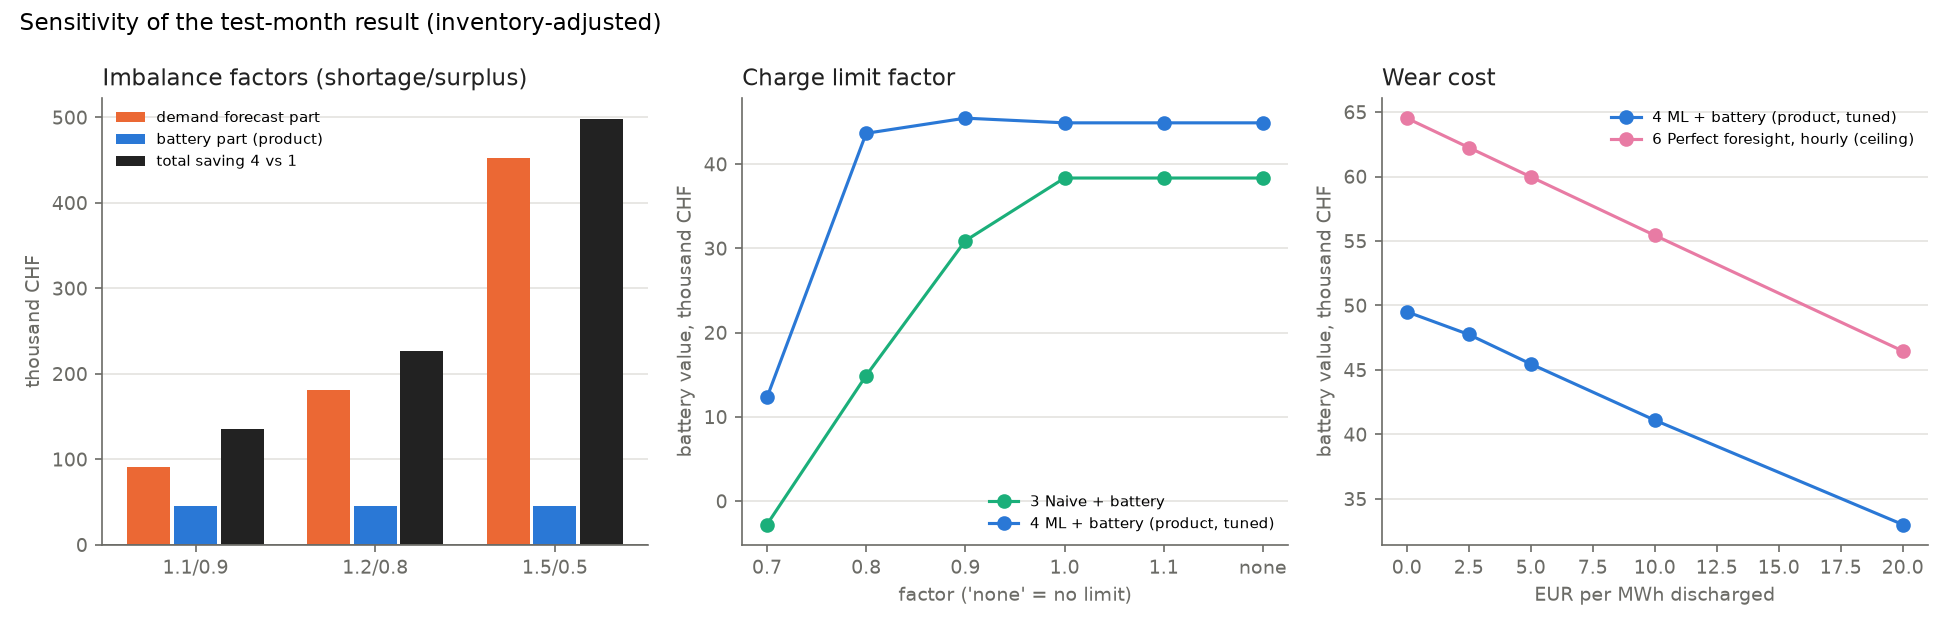 Sensitivity of the test-month result (inventory-adjusted)
Imbalance factors (shortage/surplus)
demand forecast part
battery part (product)
total saving 4 vs 1
thousand CHF
500
400
300
200
100
0
1.1/0.9
1.2/0.8
1.5/0.5
Charge limit factor
battery value, thousand CHF
40
30
20
10
0
3 Naive + battery
4 ML + battery (product, tuned)
0.7
0.8
0.9
1.0
1.1
none
factor ('none' = no limit)
Wear cost
4 ML + battery (product, tuned)
6 Perfect foresight, hourly (ceiling)
battery value, thousand CHF
65
60
55
50
45
40
35
0.0
2.5
5.0
7.5
10.0
12.5
15.0
17.5
20.0
EUR per MWh discharged